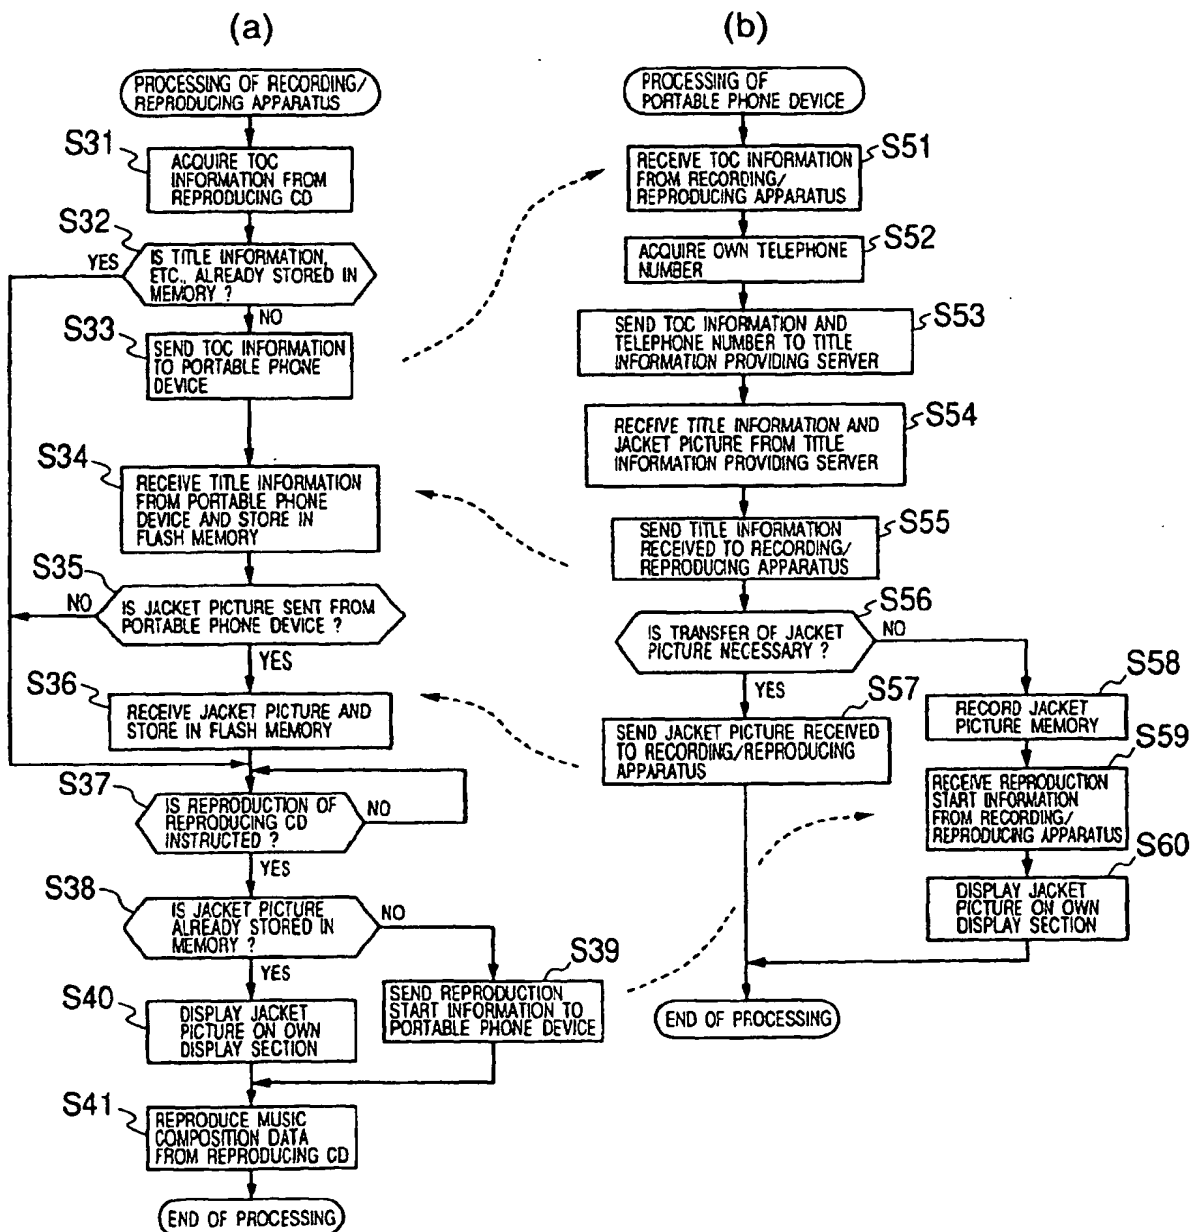 (a)
PROCESSING OF RECORDING/
REPRODUCING APPARATUS
S31
ACQUIRE TOC
INFORMATION FROM
REPRODUCING CD
S32
IS TITLE INFORMATION,
ETC., ALREADY STORED IN
MEMORY ?
YES
NO
S33
SEND TOC INFORMATION
TO PORTABLE PHONE
DEVICE
S34
RECEIVE TITLE INFORMATION
FROM PORTABLE PHONE
DEVICE AND STORE IN
FLASH MEMORY
S35
IS JACKET PICTURE SENT FROM
PORTABLE PHONE DEVICE ?
NO
YES
S36
RECEIVE JACKET PICTURE AND
STORE IN FLASH MEMORY
S37
IS REPRODUCTION OF
REPRODUCING CD
INSTRUCTED ?
NO
YES
S38
IS JACKET PICTURE
ALREADY STORED IN
MEMORY ?
NO
YES
S39
SEND REPRODUCTION
START INFORMATION TO
PORTABLE PHONE DEVICE
S40
DISPLAY JACKET
PICTURE ON OWN
DISPLAY SECTION
S41
REPRODUCE MUSIC
COMPOSITION DATA
FROM REPRODUCING CD
END OF PROCESSING
(b)
PROCESSING OF
PORTABLE PHONE DEVICE
S51
RECEIVE TOC INFORMATION
FROM RECORDING/
REPRODUCING APPARATUS
S52
ACQUIRE OWN TELEPHONE
NUMBER
S53
SEND TOC INFORMATION AND
TELEPHONE NUMBER TO TITLE
INFORMATION PROVIDING SERVER
S54
RECEIVE TITLE INFORMATION AND
JACKET PICTURE FROM TITLE
INFORMATION PROVIDING SERVER
S55
SEND TITLE INFORMATION
RECEIVED TO RECORDING/
REPRODUCING APPARATUS
S56
IS TRANSFER OF JACKET
PICTURE NECESSARY ?
NO
YES
S57
SEND JACKET PICTURE RECEIVED
TO RECORDING/REPRODUCING
APPARATUS
S58
RECORD JACKET
PICTURE MEMORY
S59
RECEIVE REPRODUCTION
START INFORMATION
FROM RECORDING/
REPRODUCING APPARATUS
S60
DISPLAY JACKET
PICTURE ON OWN
DISPLAY SECTION
END OF PROCESSING